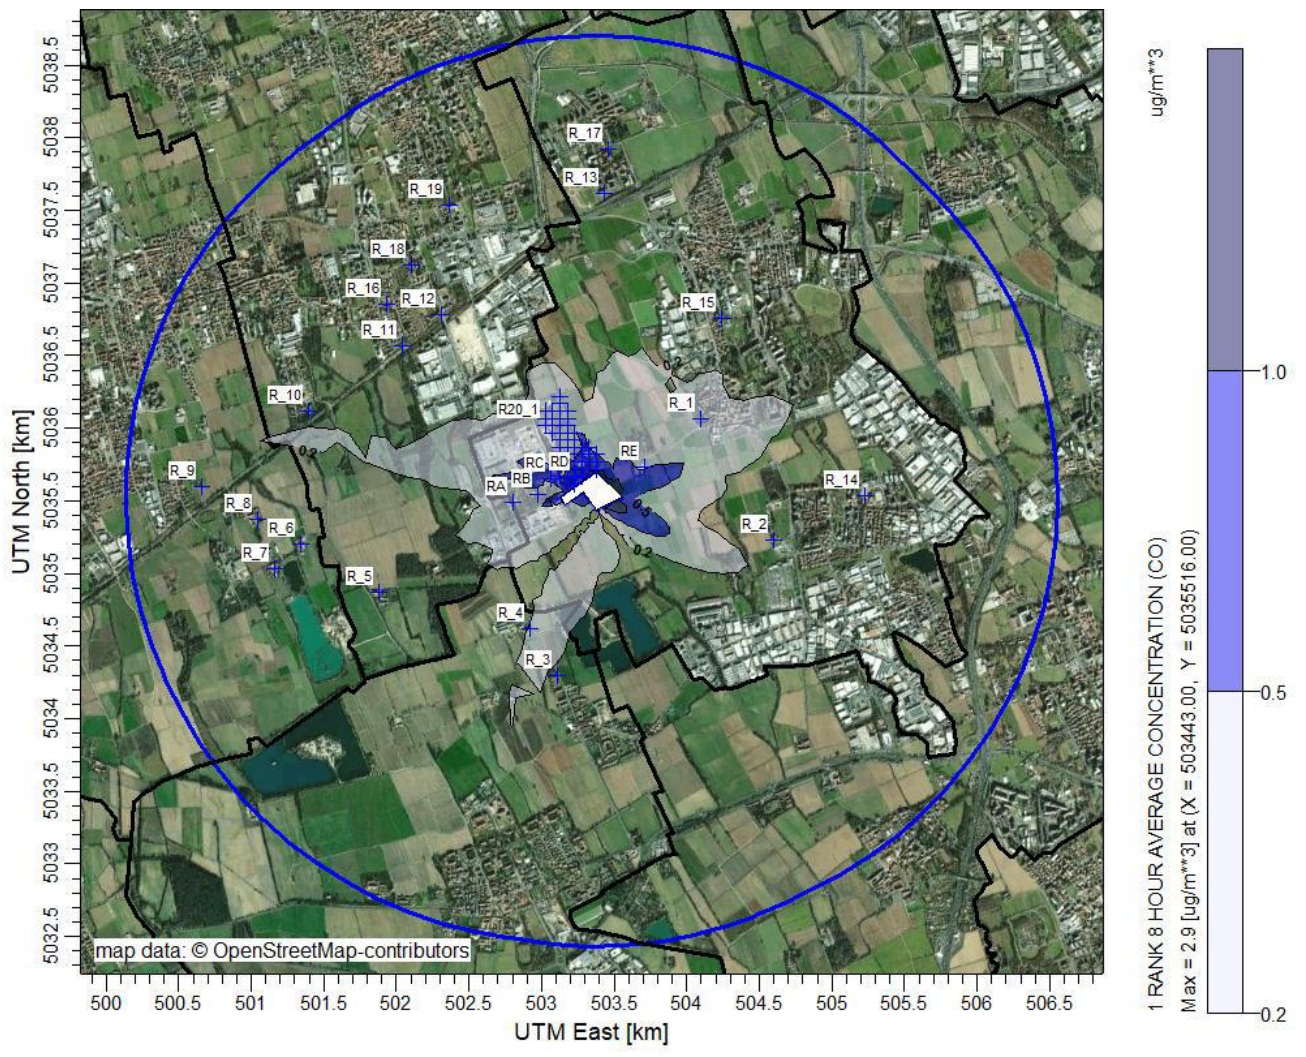 5038.5
5038
5037.5
5037
5036.5
5036
5035.5
5035
5034.5
5034
5033.5
5033
5032.5
UTM North [km]
R_17
R_13
R_19
R_18
R_16
R_12
R_11
R_15
R_10
R20_1
R_1
0.2
0.2
R_9
RC
RD
RE
RA
RB
R_14
R_8
R_6
0.5
R_2
0.2
R_7
R_5
R_4
R_3
map data: © OpenStreetMap-contributors
500
500.5
501
501.5
502
502.5
503
503.5
504
504.5
505
505.5
506
506.5
UTM East [km]
ug/m**3
1 RANK 8 HOUR AVERAGE CONCENTRATION (CO)
Max = 2.9 [ug/m**3] at (X = 503443.00, Y = 5035516.00)
1.0
0.5
0.2